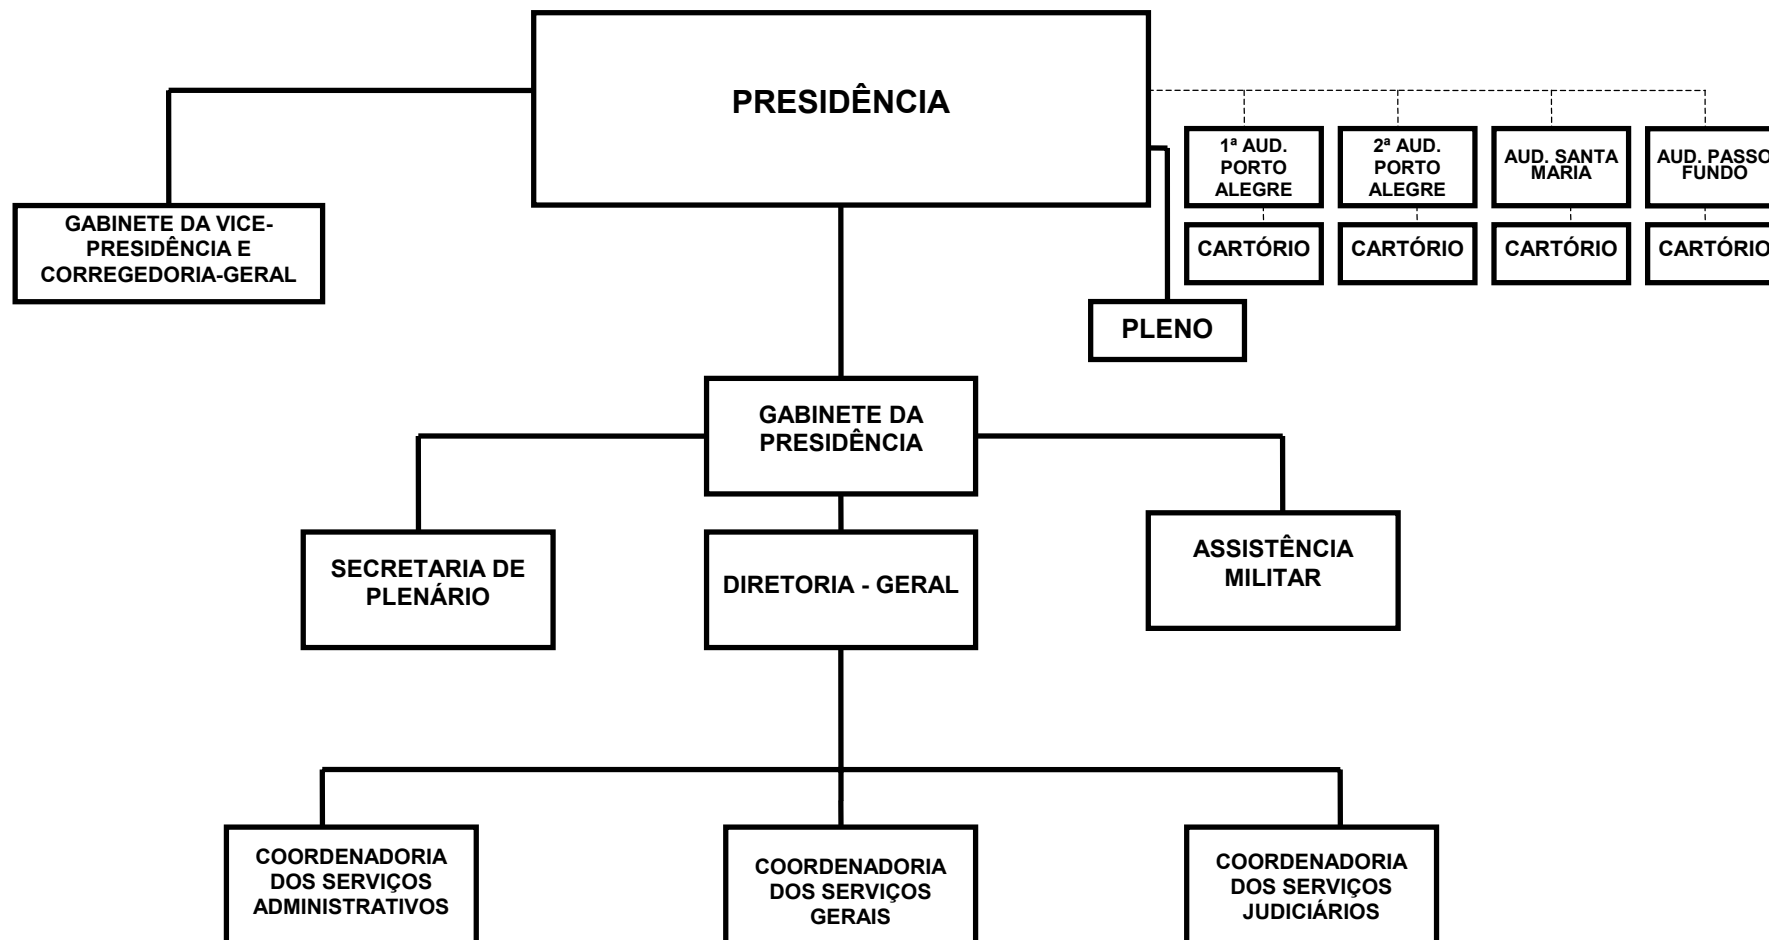 PRESIDÊNCIA
1ª AUD.
PORTO
ALEGRE
2ª AUD.
PORTO
ALEGRE
AUD. SANTA
MARIA
AUD. PASSO
FUNDO
GABINETE DA VICE-
PRESIDÊNCIA E
CORREGEDORIA-GERAL
CARTÓRIO
CARTÓRIO
CARTÓRIO
CARTÓRIO
PLENO
GABINETE DA
PRESIDÊNCIA
SECRETARIA DE
PLENÁRIO
DIRETORIA - GERAL
ASSISTÊNCIA
MILITAR
COORDENADORIA
DOS SERVIÇOS
ADMINISTRATIVOS
COORDENADORIA
DOS SERVIÇOS
GERAIS
COORDENADORIA
DOS SERVIÇOS
JUDICIÁRIOS